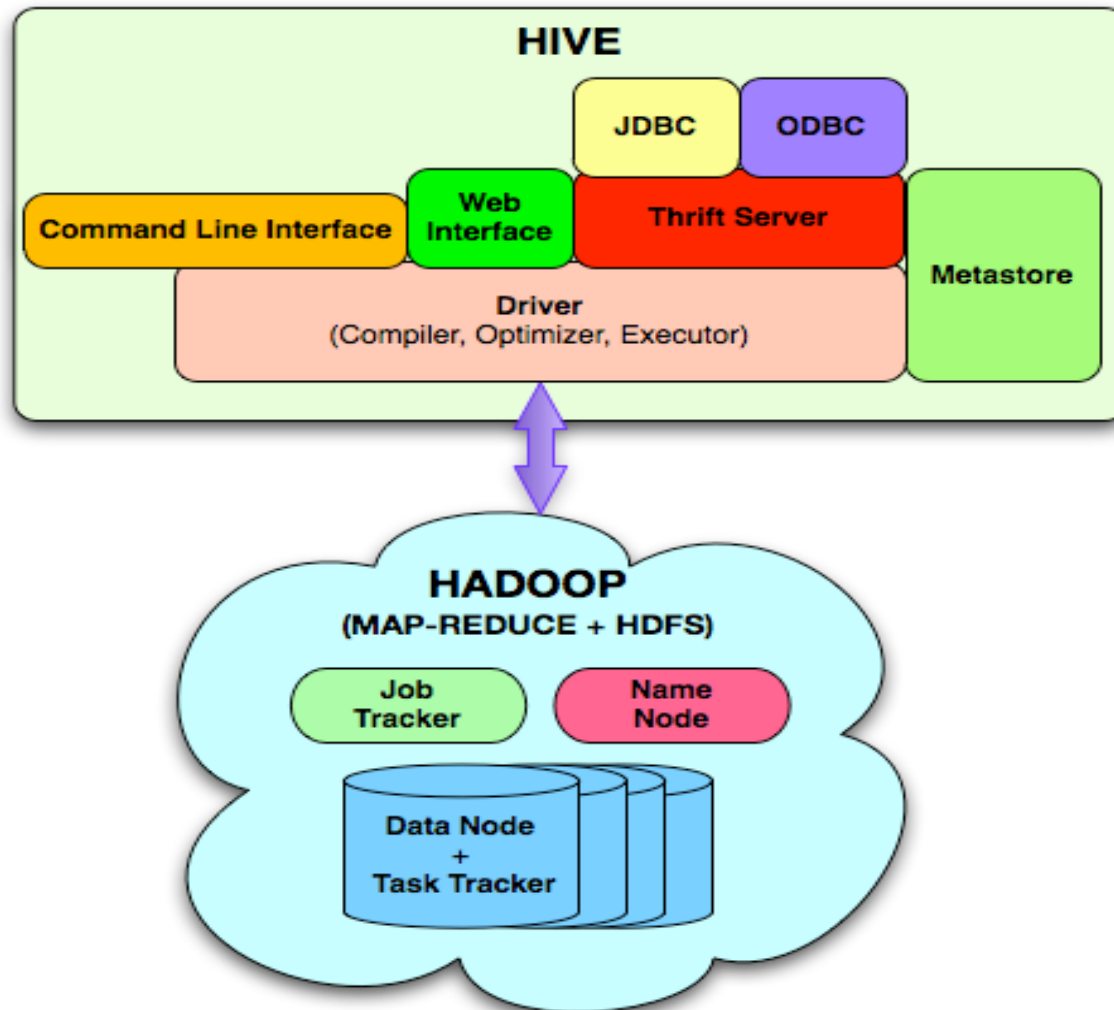 HIVE
JDBC
ODBC
Command Line Interface
Web
Interface
Thrift Server
Metastore
Driver
(Compiler, Optimizer, Executor)
HADOOP
(MAP-REDUCE + HDFS)
Job
Tracker
Name
Node
Data Node
+
Task Tracker